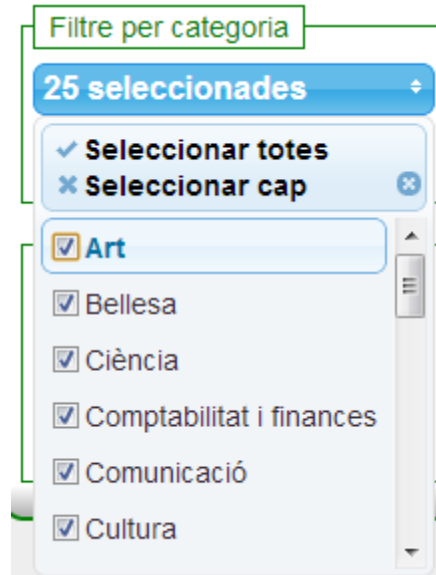 Filtre per categoria
25 seleccionades
Seleccionar totes
Seleccionar cap
Art
Bellesa
Ciència
Comptabilitat i finances
Comunicació
Cultura